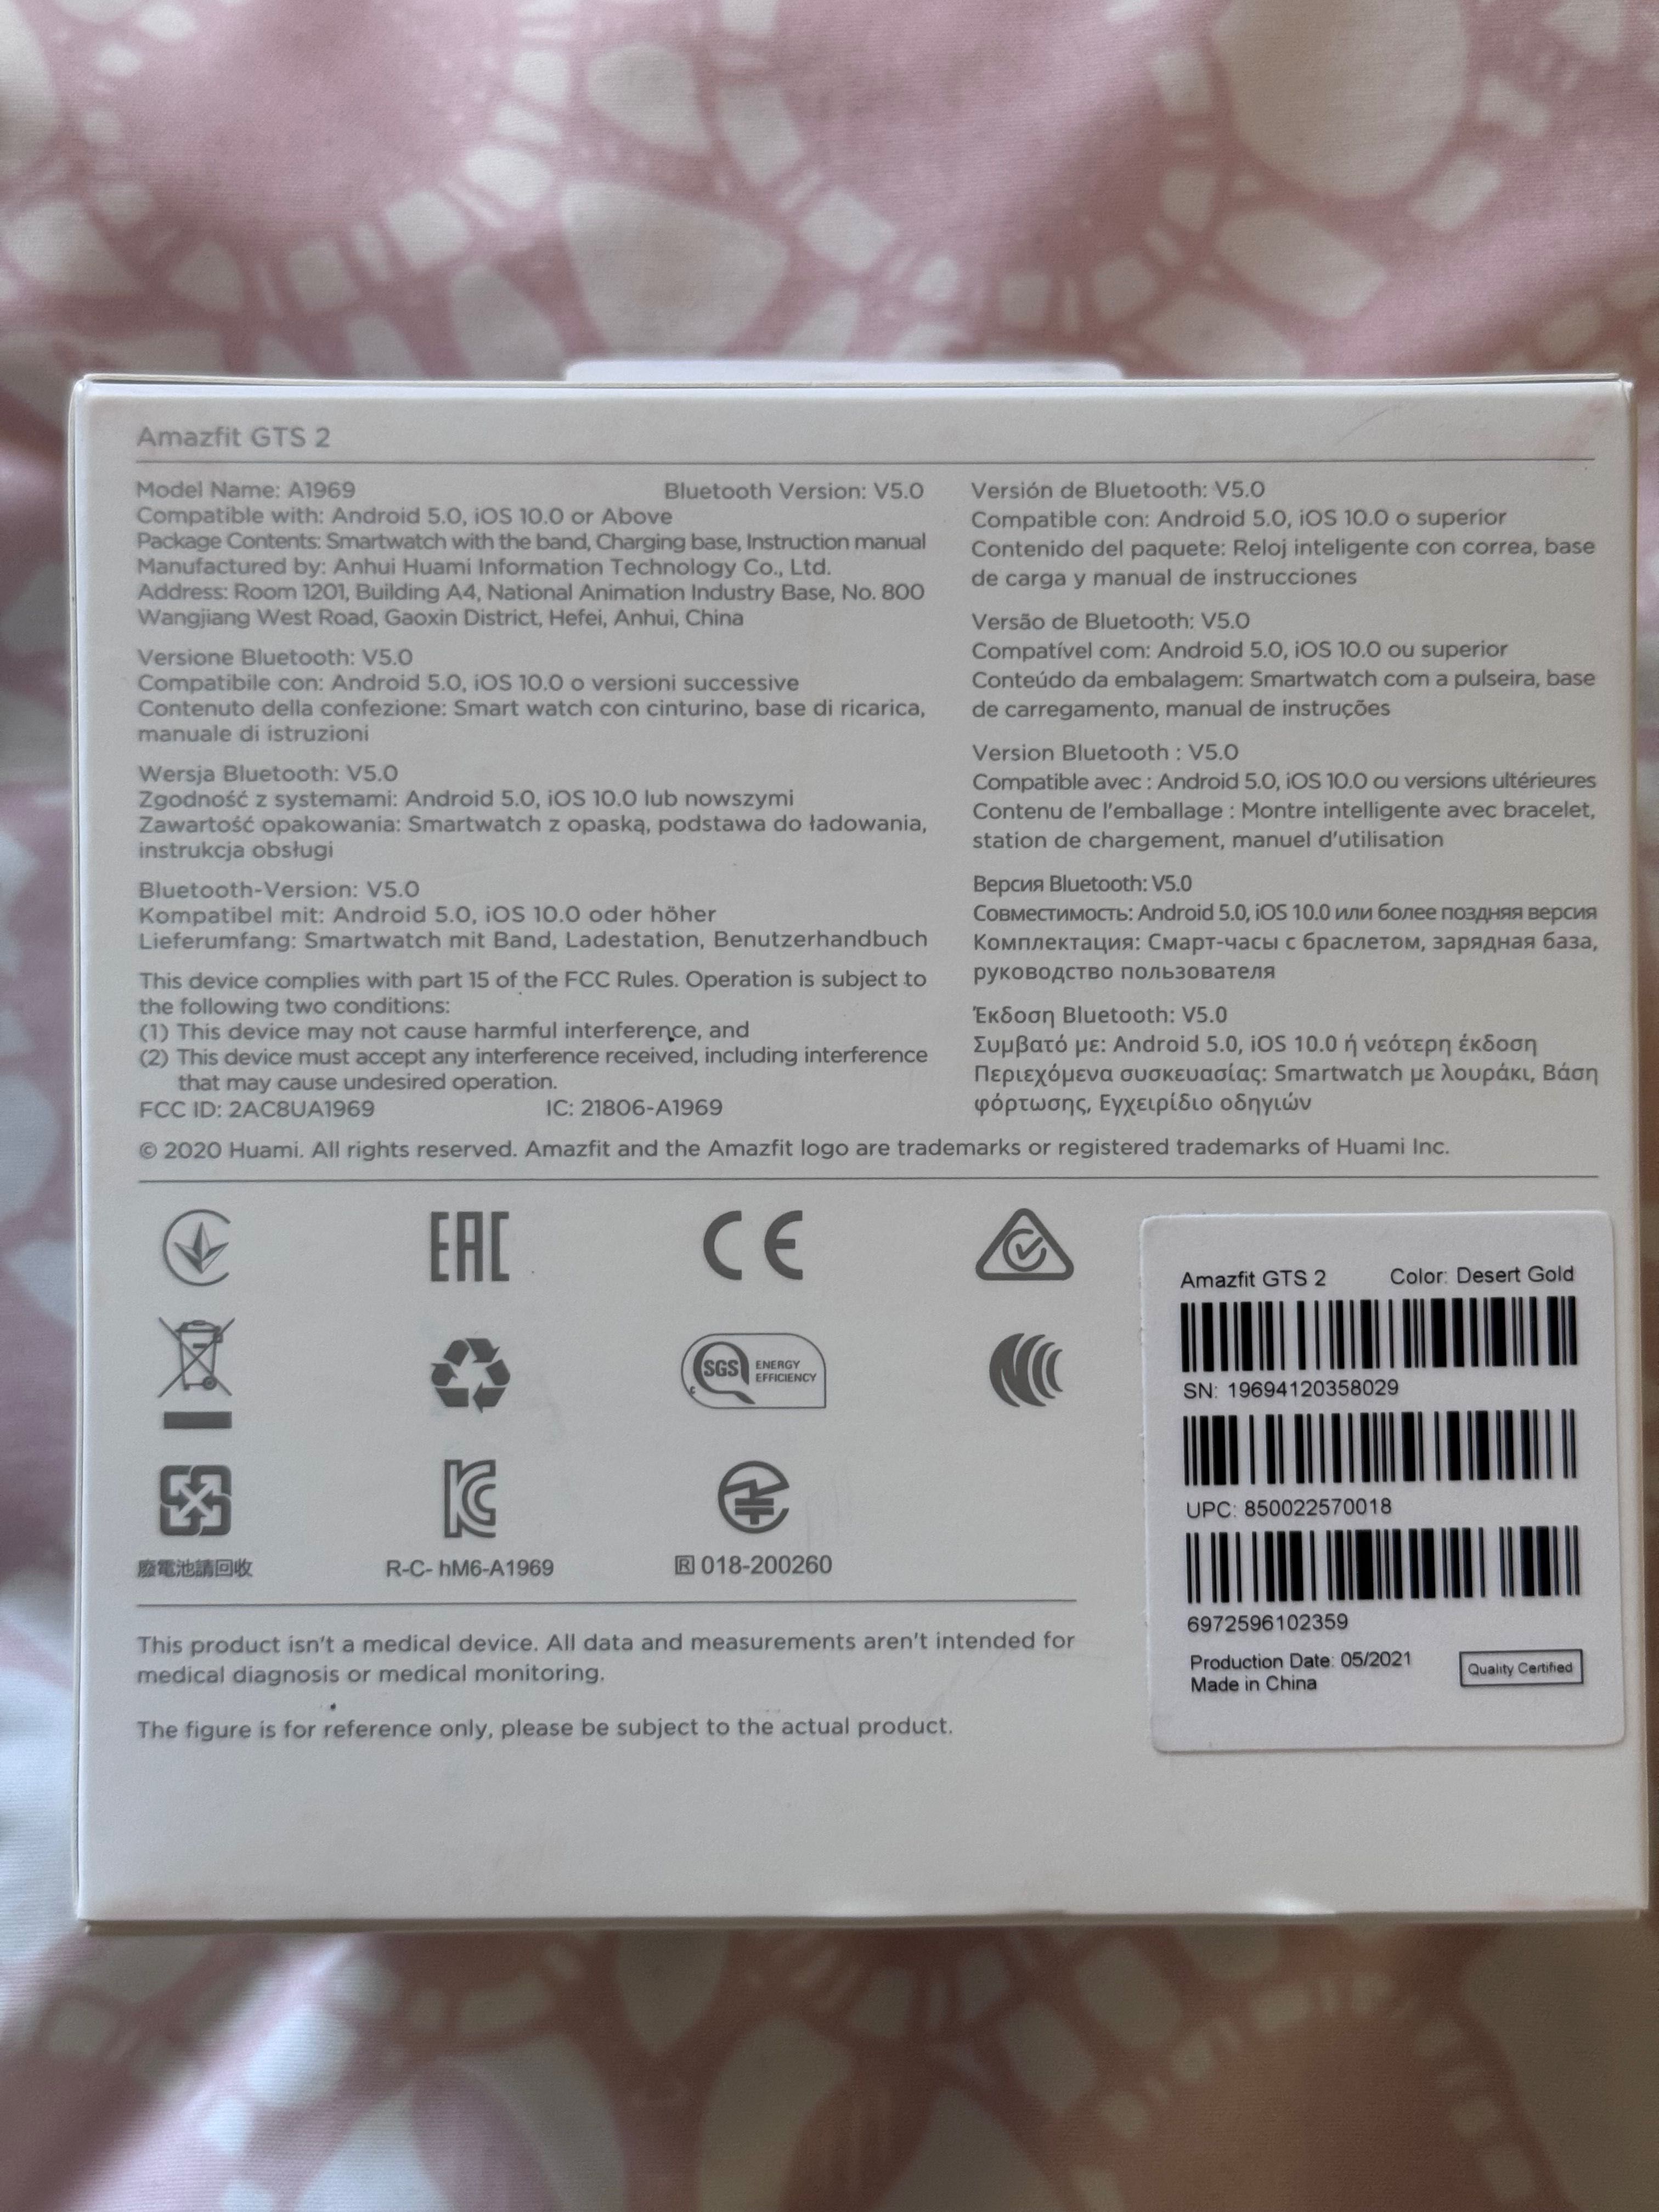 Amazfit GTS 2
Model Name: A1969 Bluetooth Version: V5.0
Compatible with: Android 5.0, iOS 10.0 or Above
Package Contents: Smartwatch with the band, Charging base, Instruction manual
Manufactured by: Anhui Huami Information Technology Co., Ltd.
Address: Room 1201, Building A4, National Animation Industry Base, No. 800
Wangjiang West Road, Gaoxin District, Hefei, Anhui, China
Versione Bluetooth: V5.0
Compatibile con: Android 5.0, iOS 10.0 o versioni successive
Contenuto della confezione: Smart watch con cinturino, base di ricarica,
manuale di istruzioni
Wersja Bluetooth: V5.0
Zgodność z systemami: Android 5.0, iOS 10.0 lub nowszymi
Zawartość opakowania: Smartwatch z opaską, podstawa do ładowania,
instrukcja obsługi
Bluetooth-Version: V5.0
Kompatibel mit: Android 5.0, iOS 10.0 oder höher
Lieferumfang: Smartwatch mit Band, Ladestation, Benutzerhandbuch
This device complies with part 15 of the FCC Rules. Operation is subject to
the following two conditions:
(1) This device may not cause harmful interference, and
(2) This device must accept any interference received, including interference
that may cause undesired operation.
FCC ID: 2AC8UA1969 IC: 21806-A1969
Versión de Bluetooth: V5.0
Compatible con: Android 5.0, iOS 10.0 o superior
Contenido del paquete: Reloj inteligente con correa, base
de carga y manual de instrucciones
Versão de Bluetooth: V5.0
Compatível com: Android 5.0, iOS 10.0 ou superior
Conteúdo da embalagem: Smartwatch com a pulseira, base
de carregamento, manual de instruções
Version Bluetooth : V5.0
Compatible avec : Android 5.0, iOS 10.0 ou versions ultérieures
Contenu de l'emballage : Montre intelligente avec bracelet,
station de chargement, manuel d'utilisation
Версия Bluetooth: V5.0
Совместимость: Android 5.0, iOS 10.0 или более поздняя версия
Комплектация: Смарт-часы с браслетом, зарядная база,
руководство пользователя
Έκδοση Bluetooth: V5.0
Συμβατό με: Android 5.0, iOS 10.0 ή νεότερη έκδοση
Περιεχόμενα συσκευασίας: Smartwatch με λουράκι, Βάση
φόρτωσης, Εγχειρίδιο οδηγιών
© 2020 Huami. All rights reserved. Amazfit and the Amazfit logo are trademarks or registered trademarks of Huami Inc.
EAC CE
SGS ENERGY
EFFICIENCY
c
廢電池請回收 R-C- hM6-A1969 R 018-200260
This product isn't a medical device. All data and measurements aren't intended for
medical diagnosis or medical monitoring.
The figure is for reference only, please be subject to the actual product.
Amazfit GTS 2 Color: Desert Gold
SN: 19694120358029
UPC: 850022570018
6972596102359
Production Date: 05/2021
Made in China
Quality Certified